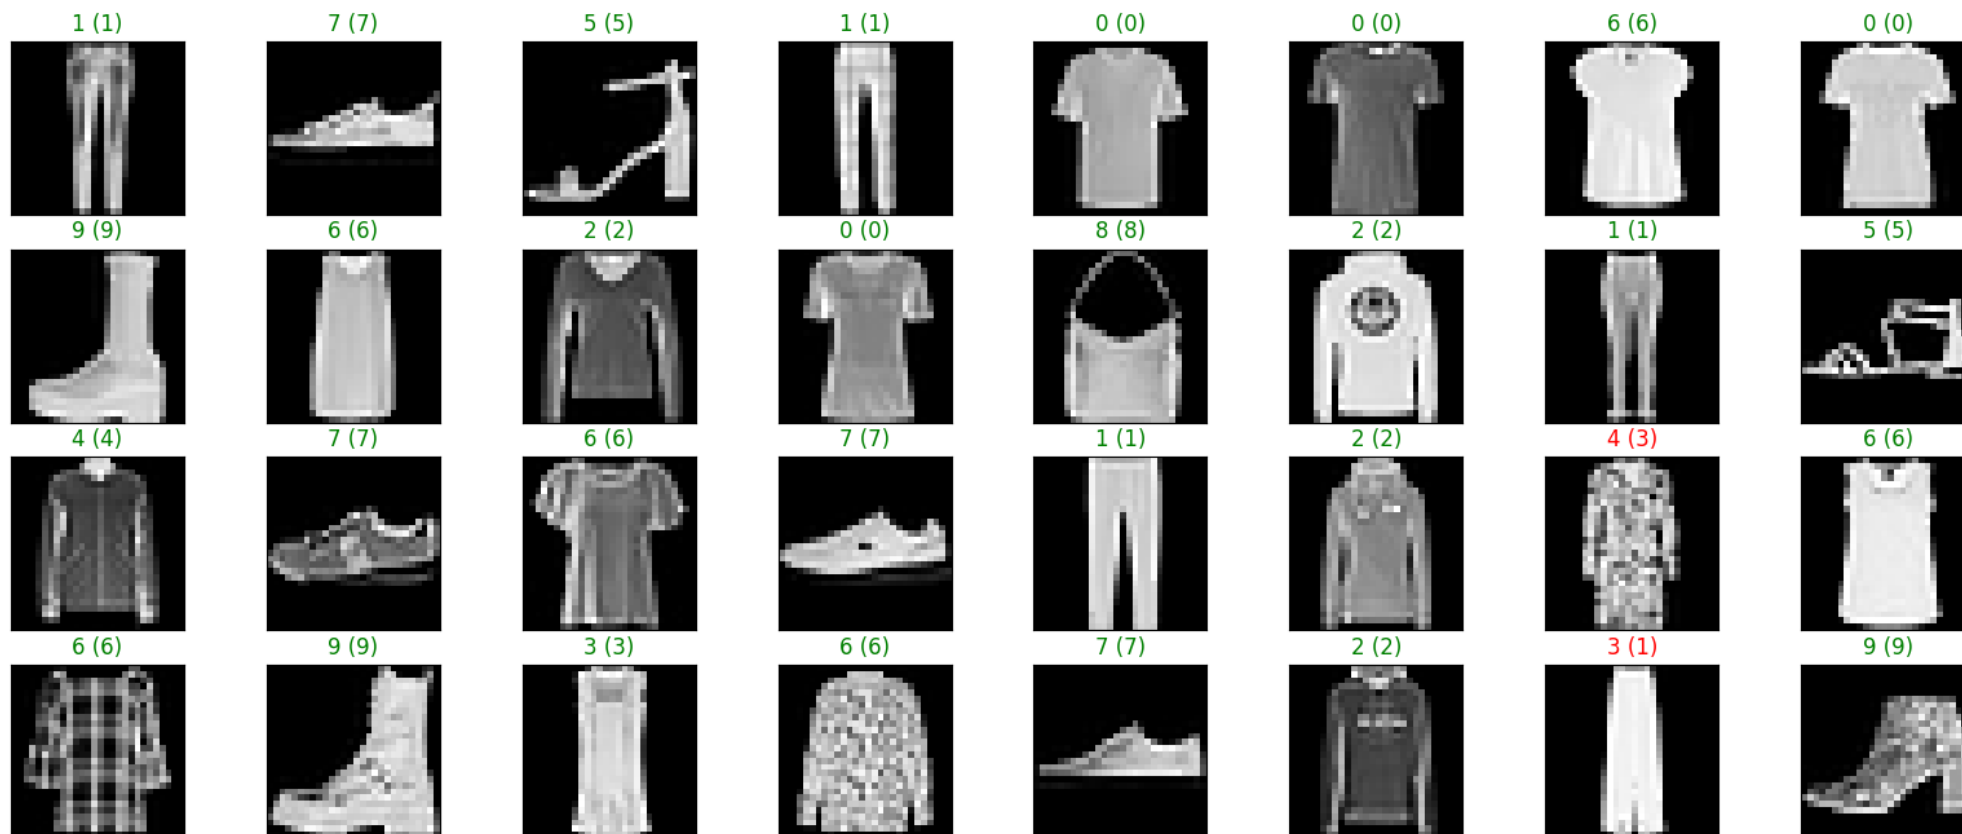 1 (1) 7 (7) 5 (5) 1 (1) 0 (0) 0 (0) 6 (6) 0 (0)
9 (9) 6 (6) 2 (2) 0 (0) 8 (8) 2 (2) 1 (1) 5 (5)
4 (4) 7 (7) 6 (6) 7 (7) 1 (1) 2 (2) 4 (3) 6 (6)
6 (6) 9 (9) 3 (3) 6 (6) 7 (7) 2 (2) 3 (1) 9 (9)